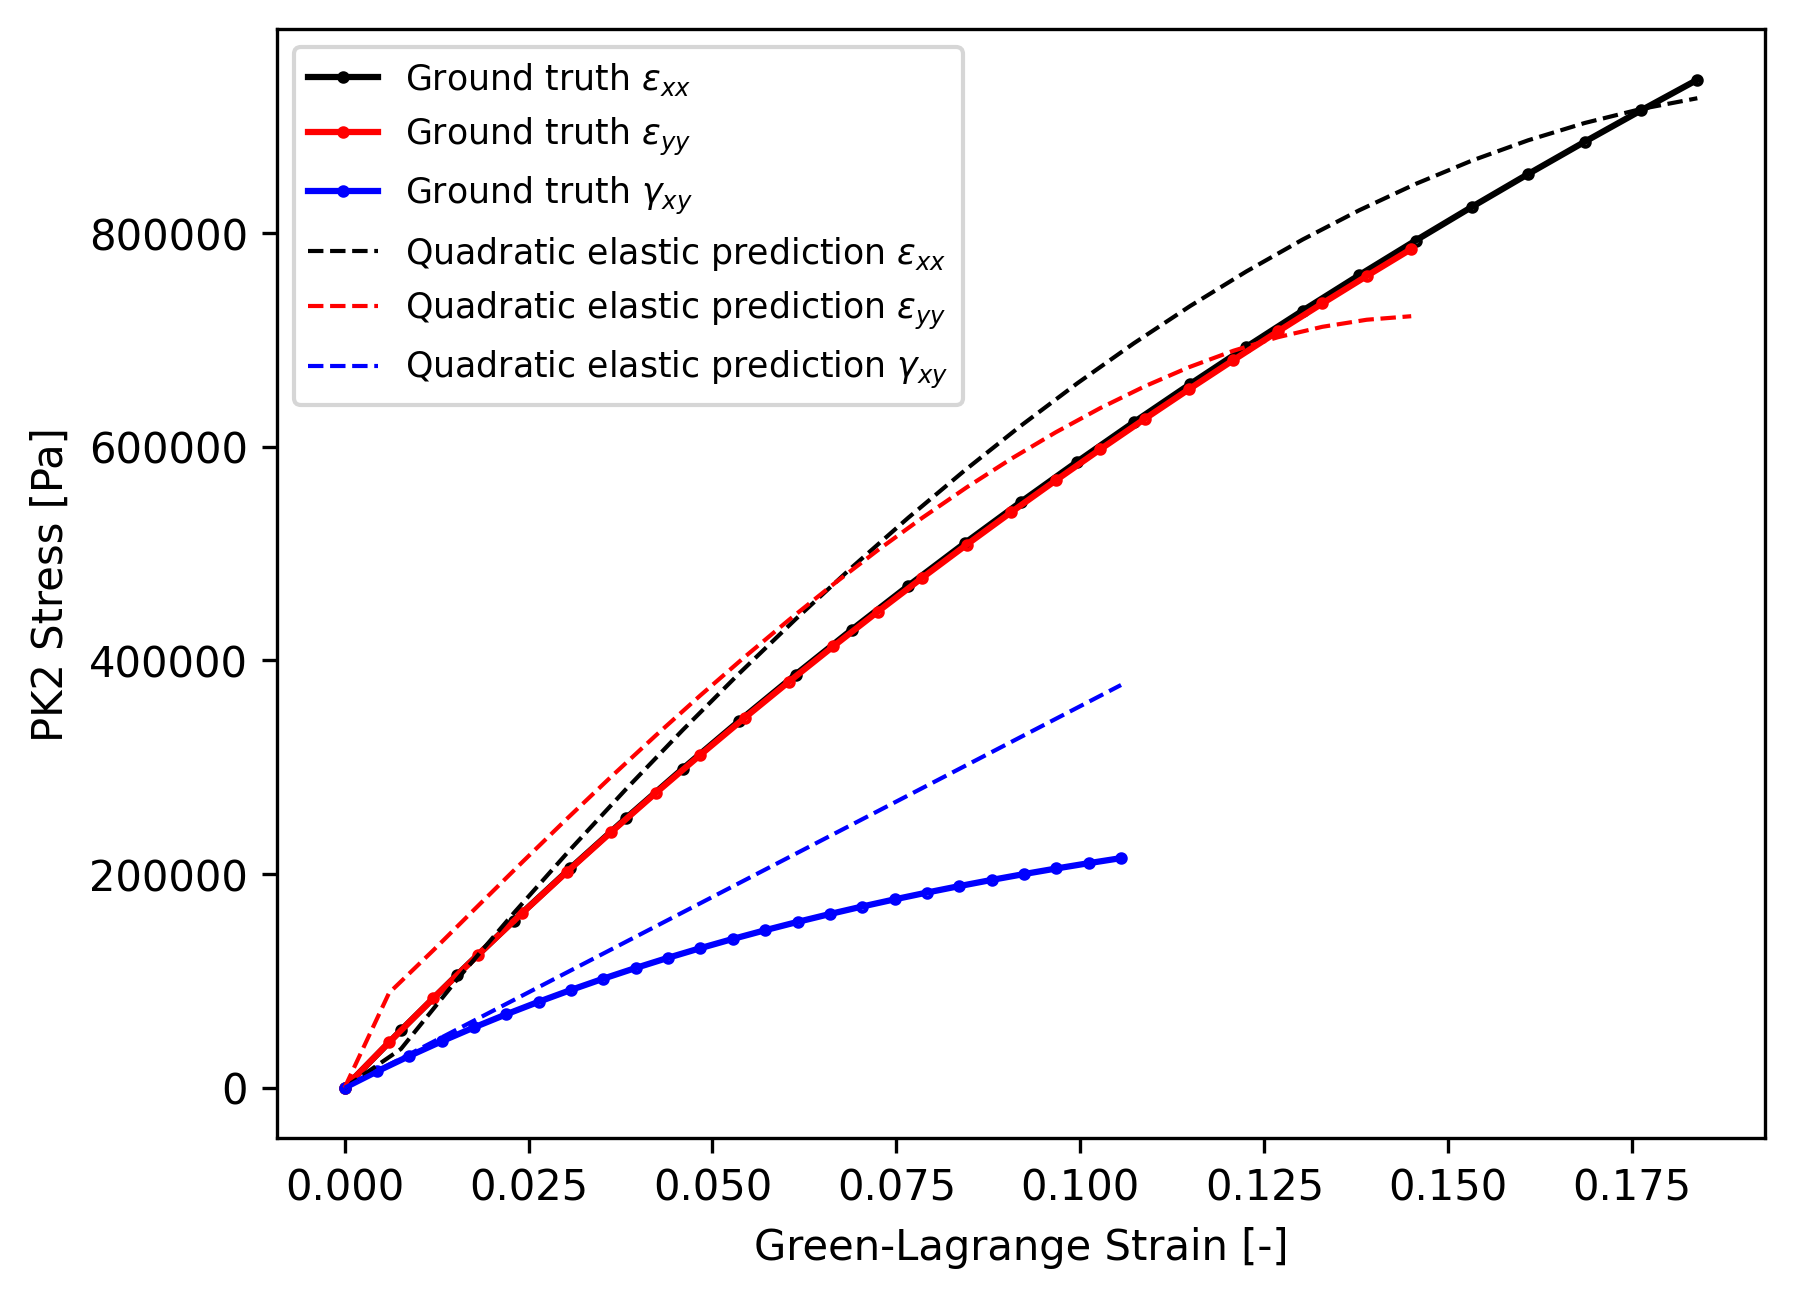 Ground truth εxx
Ground truth εyy
Ground truth γxy
Quadratic elastic prediction εxx
Quadratic elastic prediction εyy
Quadratic elastic prediction γxy
PK2 Stress [Pa]
800000
600000
400000
200000
0
0.000 0.025 0.050 0.075 0.100 0.125 0.150 0.175
Green-Lagrange Strain [-]